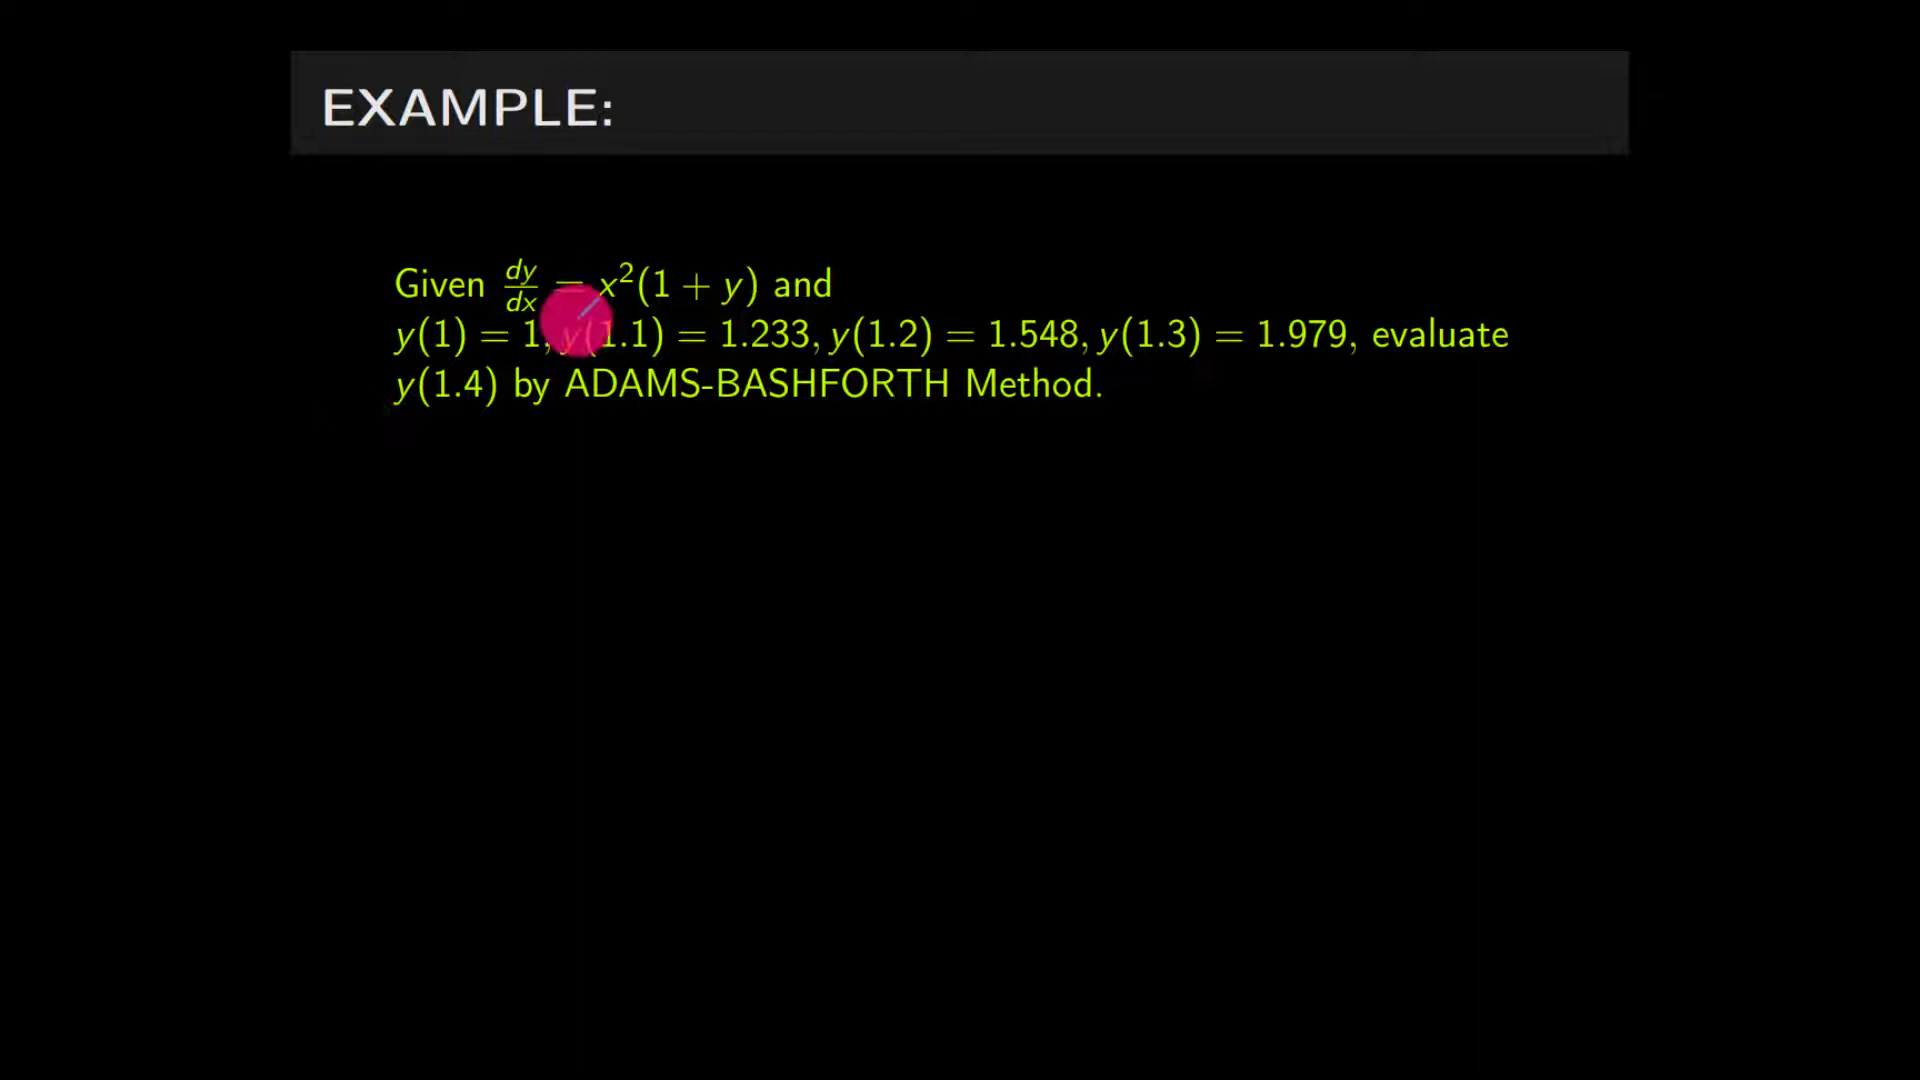 EXAMPLE:
Given dy/dx = x²(1 + y) and
y(1) = 1, y(1.1) = 1.233, y(1.2) = 1.548, y(1.3) = 1.979, evaluate
y(1.4) by ADAMS-BASHFORTH Method.